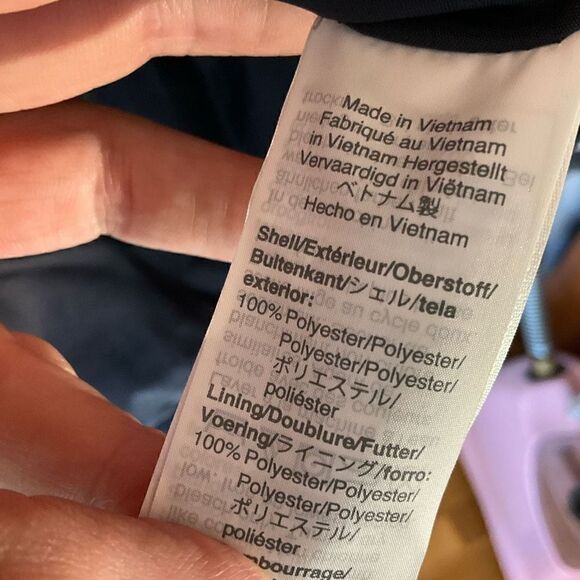 Made in Vietnam
Fabriqué au Vietnam
in Vietnam Hergestellt
Vervaardigd in Viëtnam
ベトナム製
Hecho en Vietnam
Shell/Extérieur/Oberstoff/
Buitenkant/シェル/tela
exterior:
100% Polyester/Polyester/
Polyester/Polyester/
ポリエステル/
poliéster
Lining/Doublure/Futter/
Voering/ライニング/forro:
100% Polyester/Polyester/
Polyester/Polyester/
ポリエステル/
poliéster